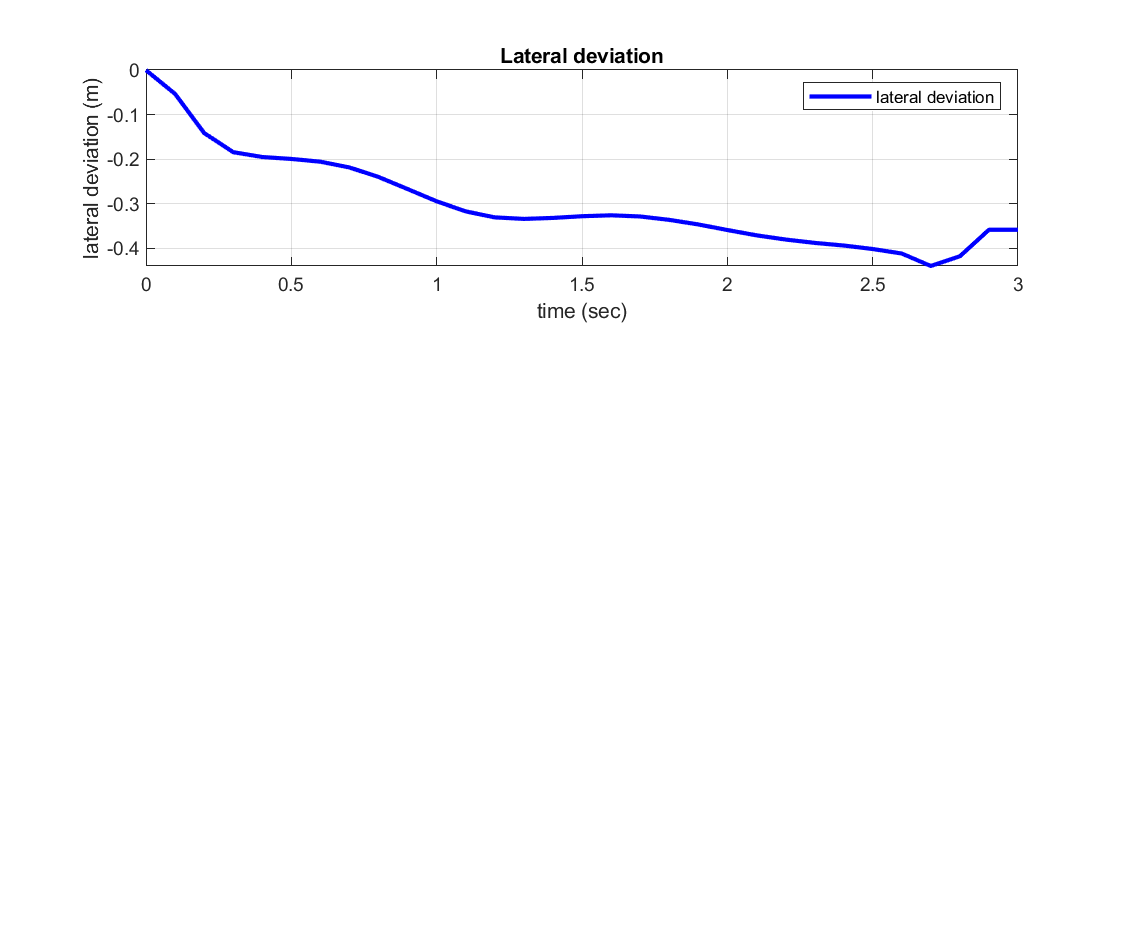 Lateral deviation
lateral deviation (m)
0
-0.1
-0.2
-0.3
-0.4
lateral deviation
0 0.5 1 1.5 2 2.5 3
time (sec)